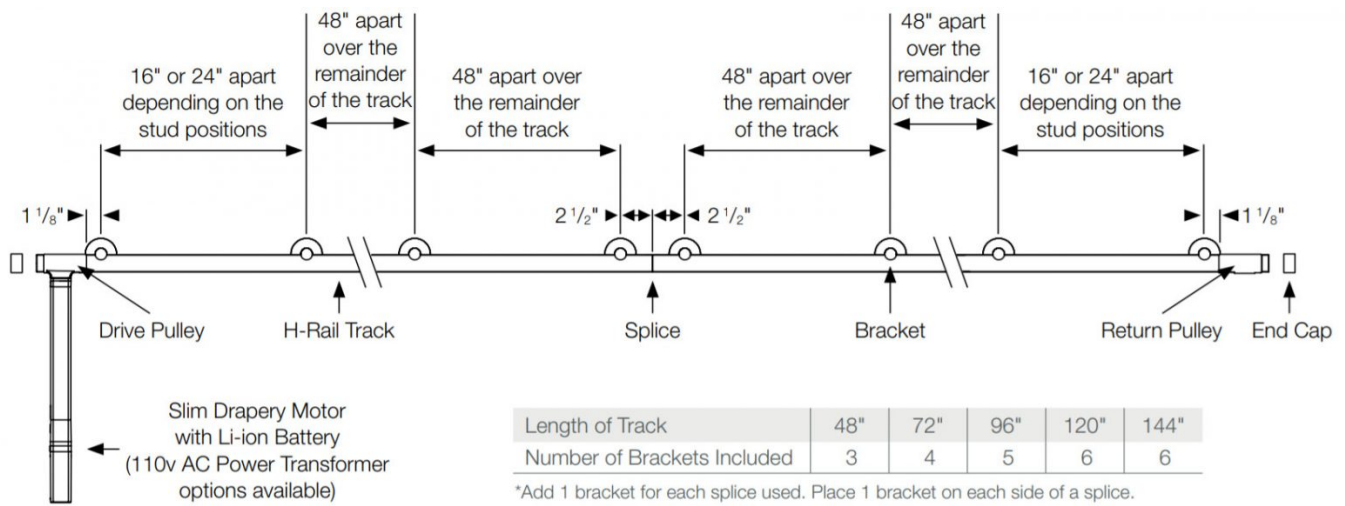 48" apart
over the
remainder
of the track
48" apart
over the
remainder
of the track
16" or 24" apart
depending on the
stud positions
48" apart over
the remainder
of the track
48" apart over
the remainder
of the track
16" or 24" apart
depending on the
stud positions
1 1/8"
2 1/2"
2 1/2"
1 1/8"
Drive Pulley
H-Rail Track
Splice
Bracket
Return Pulley
End Cap
Slim Drapery Motor
with Li-ion Battery
(110v AC Power Transformer
options available)
Length of Track 48" 72" 96" 120" 144"
Number of Brackets Included 3 4 5 6 6
*Add 1 bracket for each splice used. Place 1 bracket on each side of a splice.